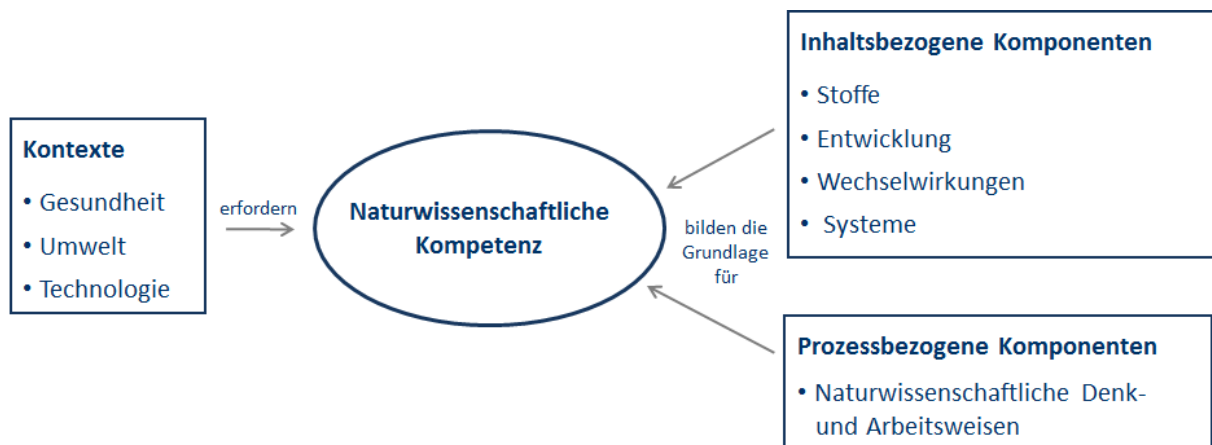 Kontexte
• Gesundheit
• Umwelt
• Technologie
erfordern
Naturwissenschaftliche
Kompetenz
bilden die
Grundlage
für
Inhaltsbezogene Komponenten
• Stoffe
• Entwicklung
• Wechselwirkungen
• Systeme
Prozessbezogene Komponenten
• Naturwissenschaftliche Denk-
und Arbeitsweisen